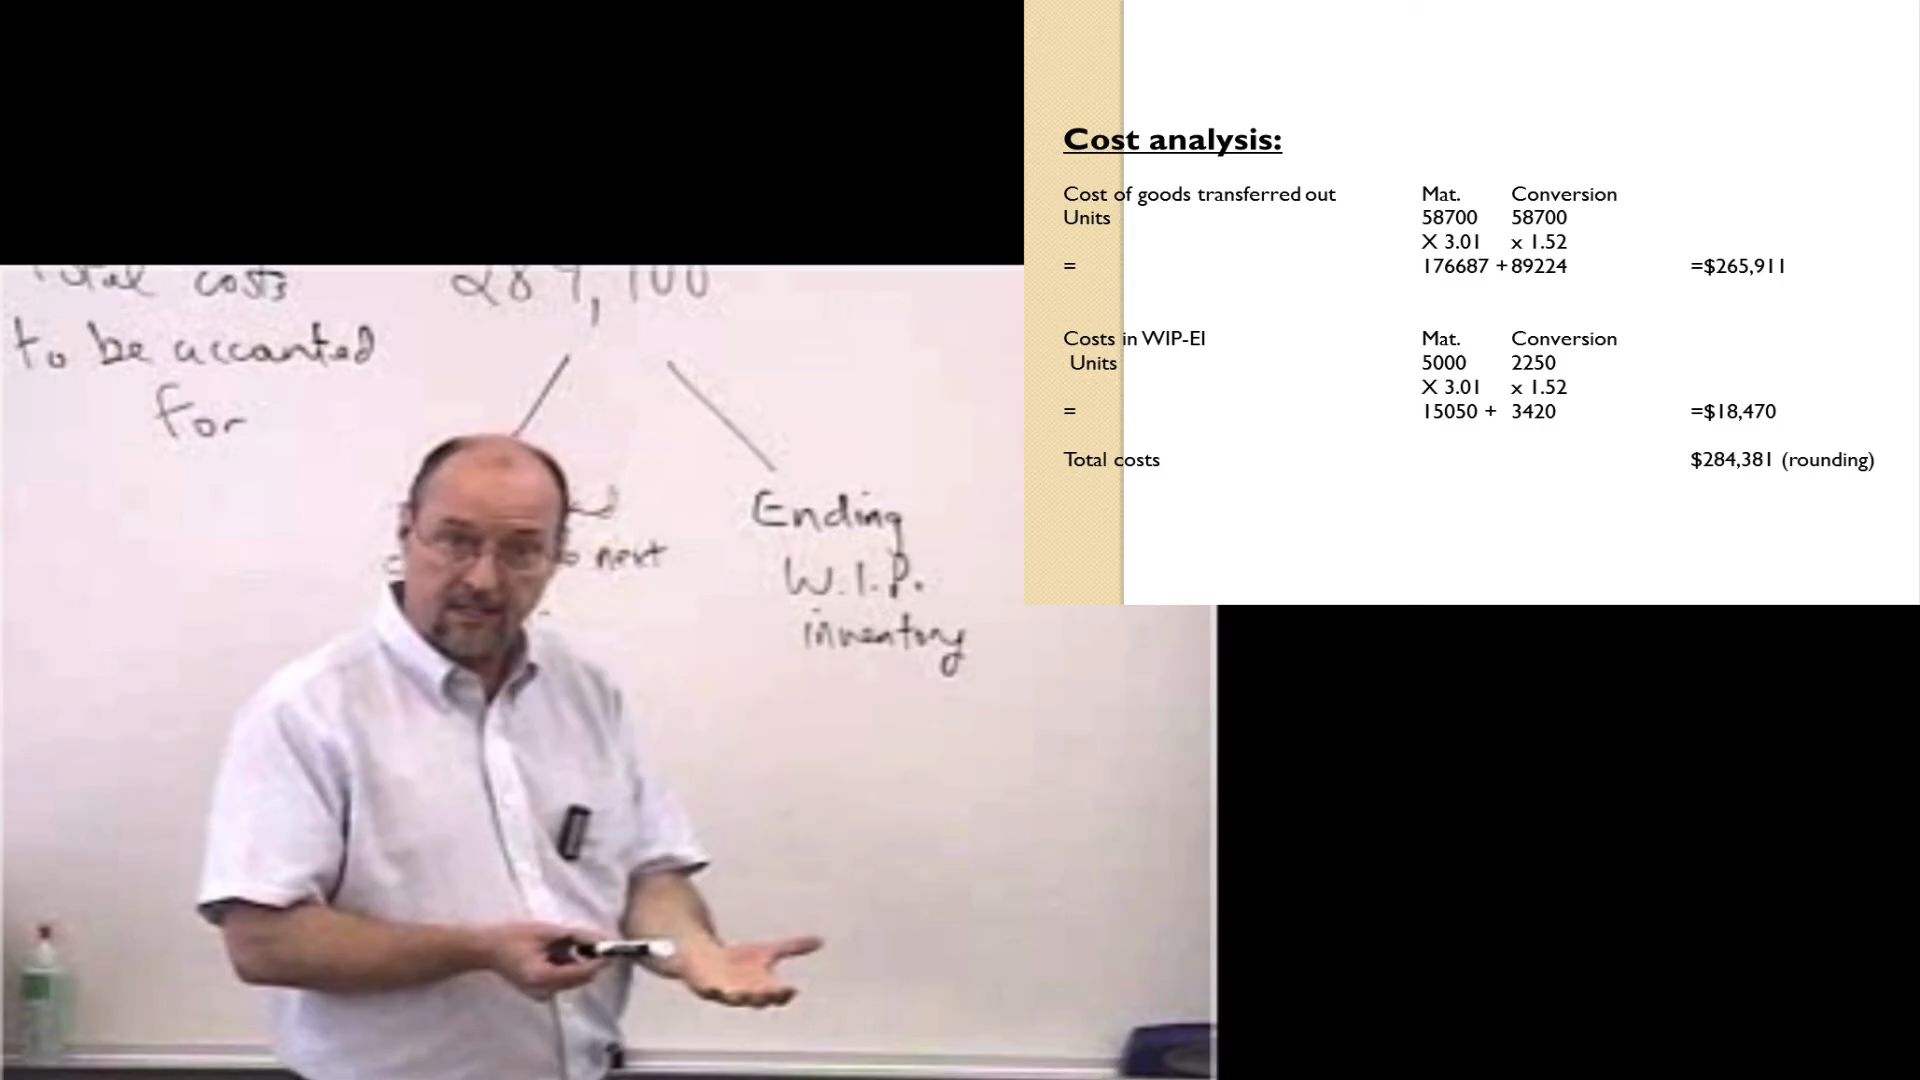 Cost analysis:
Cost of goods transferred out Mat. Conversion
Units 58700 58700
X 3.01 x 1.52
= 176687 + 89224 =$265,911
Costs in WIP-EI Mat. Conversion
Units 5000 2250
X 3.01 x 1.52
= 15050 + 3420 =$18,470
Total costs $284,381 (rounding)
Total costs
to be accounted
for
next
Ending
W.I.P.
inventory